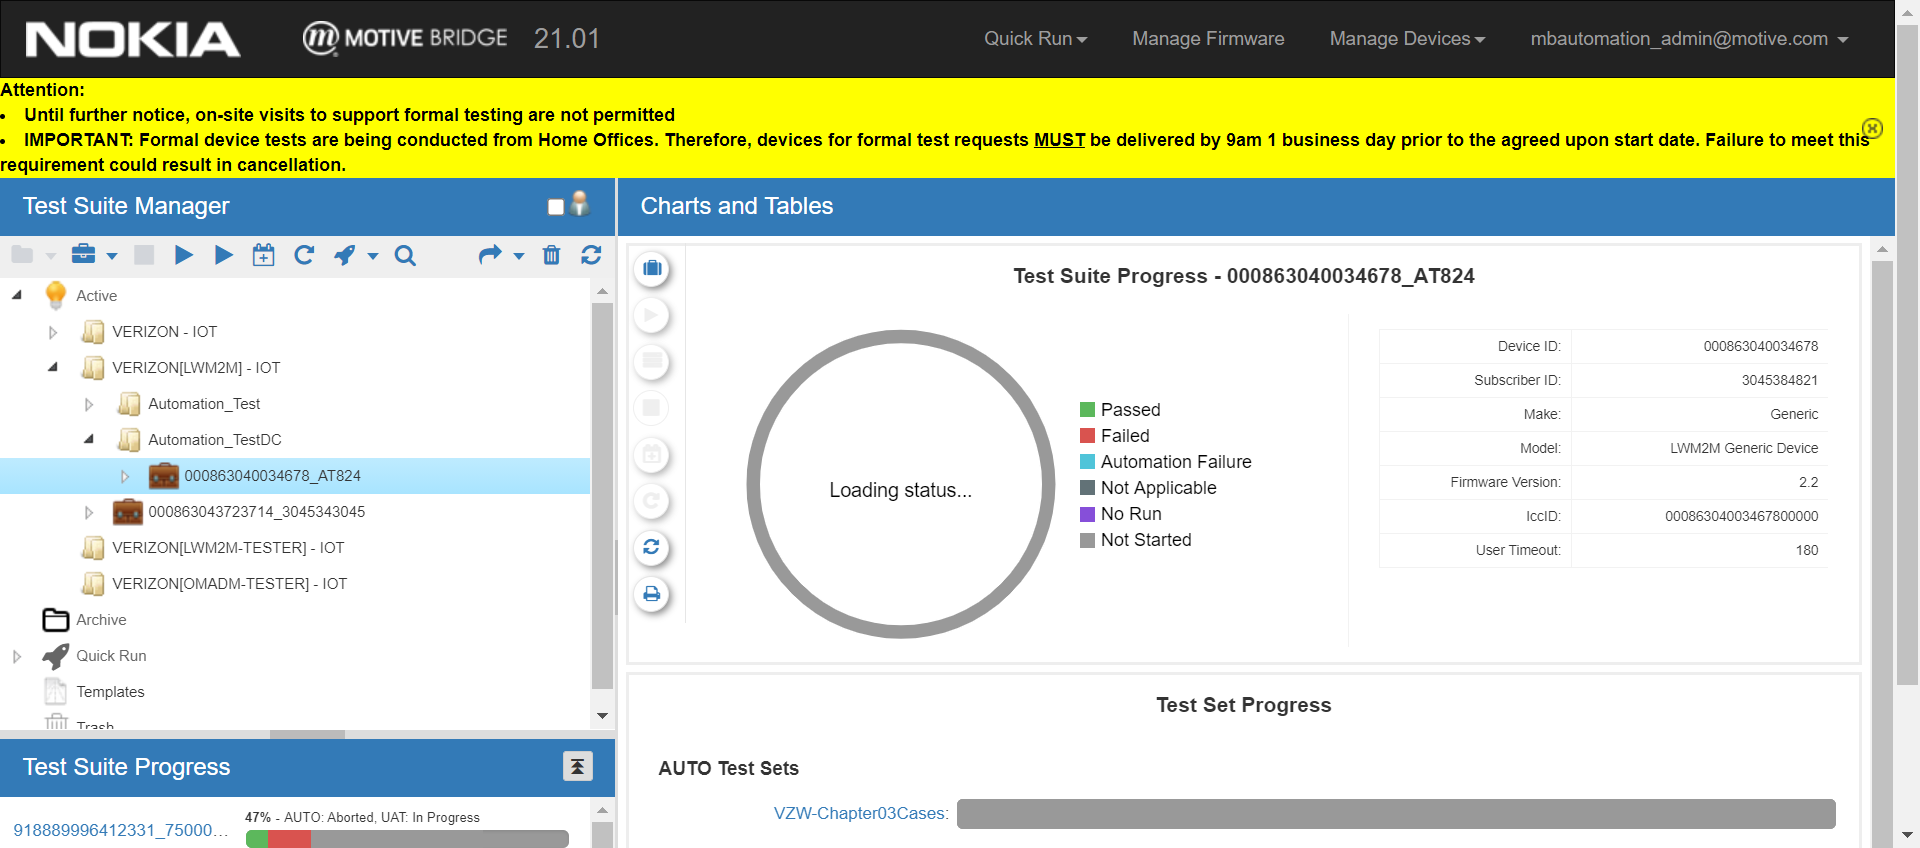 NOKIA
MOTIVE BRIDGE 21.01
Quick Run
Manage Firmware
Manage Devices
mbautomation_admin@motive.com
Attention:
• Until further notice, on-site visits to support formal testing are not permitted
• IMPORTANT: Formal device tests are being conducted from Home Offices. Therefore, devices for formal test requests MUST be delivered by 9am 1 business day prior to the agreed upon start date. Failure to meet this
requirement could result in cancellation.
Test Suite Manager
Active
VERIZON - IOT
VERIZON[LWM2M] - IOT
Automation_Test
Automation_TestDC
000863040034678_AT824
000863043723714_3045343045
VERIZON[LWM2M-TESTER] - IOT
VERIZON[OMADM-TESTER] - IOT
Archive
Quick Run
Templates
Trash
Test Suite Progress
918889996412331_75000...
47% - AUTO: Aborted, UAT: In Progress
Charts and Tables
Test Suite Progress - 000863040034678_AT824
Loading status...
Passed
Failed
Automation Failure
Not Applicable
No Run
Not Started
Device ID: 000863040034678
Subscriber ID: 3045384821
Make: Generic
Model: LWM2M Generic Device
Firmware Version: 2.2
IccID: 00086304003467800000
User Timeout: 180
Test Set Progress
AUTO Test Sets
VZW-Chapter03Cases: